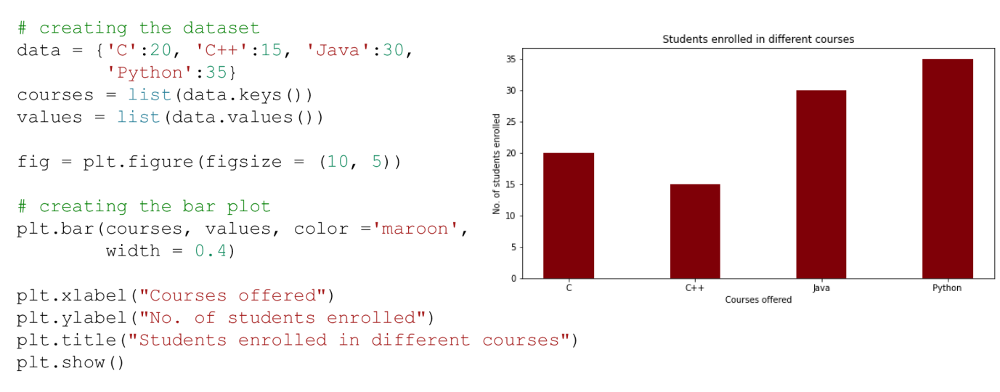 # creating the dataset
data = {'C':20, 'C++':15, 'Java':30,
'Python':35}
courses = list(data.keys())
values = list(data.values())
fig = plt.figure(figsize = (10, 5))
# creating the bar plot
plt.bar(courses, values, color ='maroon',
width = 0.4)
plt.xlabel("Courses offered")
plt.ylabel("No. of students enrolled")
plt.title("Students enrolled in different courses")
plt.show()
Students enrolled in different courses
No. of students enrolled
35
30
25
20
15
10
5
0
C C++ Java Python
Courses offered